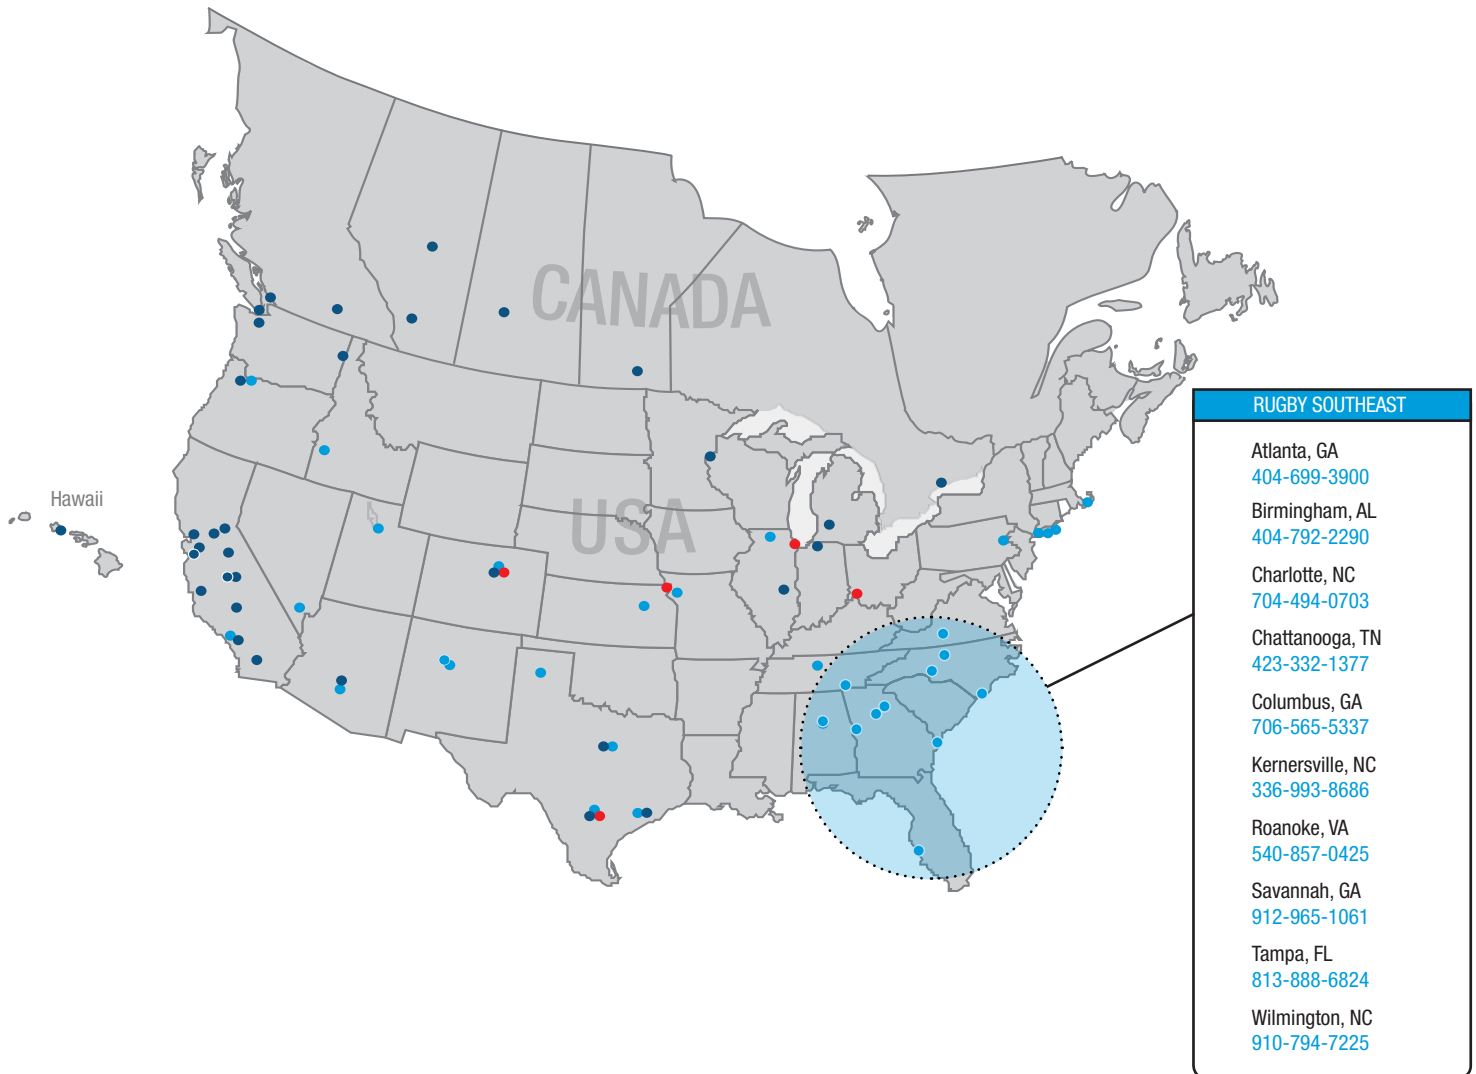 CANADA
USA
Hawaii
RUGBY SOUTHEAST
Atlanta, GA
404-699-3900
Birmingham, AL
404-792-2290
Charlotte, NC
704-494-0703
Chattanooga, TN
423-332-1377
Columbus, GA
706-565-5337
Kernersville, NC
336-993-8686
Roanoke, VA
540-857-0425
Savannah, GA
912-965-1061
Tampa, FL
813-888-6824
Wilmington, NC
910-794-7225